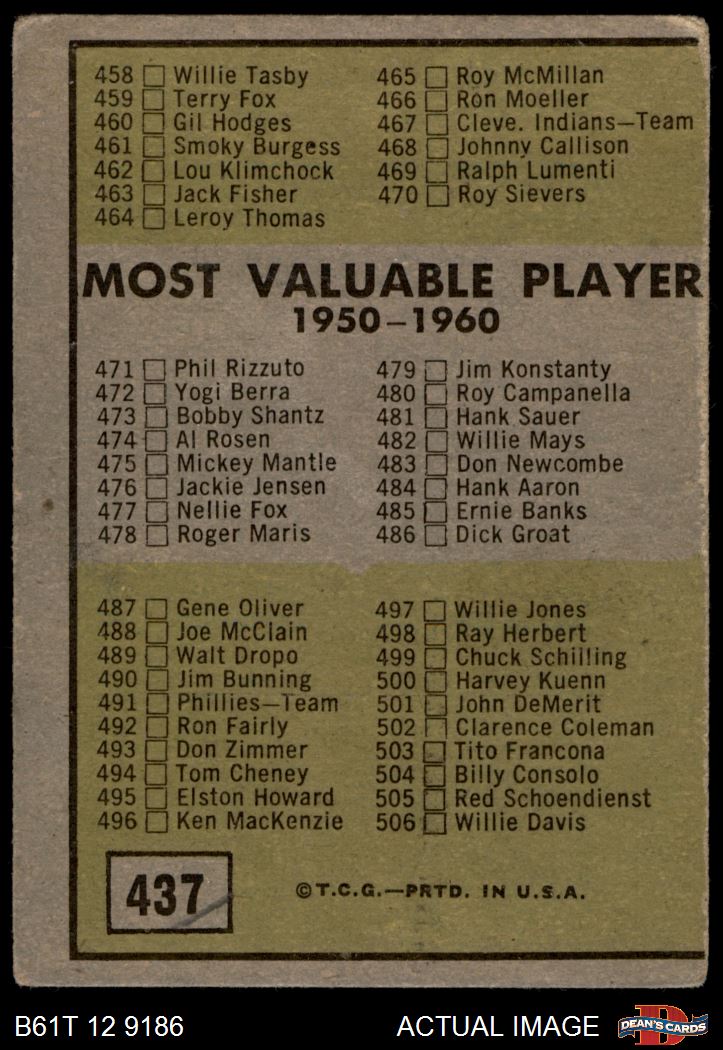 458 Willie Tasby
459 Terry Fox
460 Gil Hodges
461 Smoky Burgess
462 Lou Klimchock
463 Jack Fisher
464 Leroy Thomas
465 Roy McMillan
466 Ron Moeller
467 Cleve. Indians—Team
468 Johnny Callison
469 Ralph Lumenti
470 Roy Sievers
MOST VALUABLE PLAYER
1950–1960
471 Phil Rizzuto
472 Yogi Berra
473 Bobby Shantz
474 Al Rosen
475 Mickey Mantle
476 Jackie Jensen
477 Nellie Fox
478 Roger Maris
479 Jim Konstanty
480 Roy Campanella
481 Hank Sauer
482 Willie Mays
483 Don Newcombe
484 Hank Aaron
485 Ernie Banks
486 Dick Groat
487 Gene Oliver
488 Joe McClain
489 Walt Dropo
490 Jim Bunning
491 Phillies—Team
492 Ron Fairly
493 Don Zimmer
494 Tom Cheney
495 Elston Howard
496 Ken MacKenzie
497 Willie Jones
498 Ray Herbert
499 Chuck Schilling
500 Harvey Kuenn
501 John DeMerit
502 Clarence Coleman
503 Tito Francona
504 Billy Consolo
505 Red Schoendienst
506 Willie Davis
437
©T.C.G.—PRTD. IN U.S.A.
B61T 12 9186
ACTUAL IMAGE
D
DEAN'S CARDS